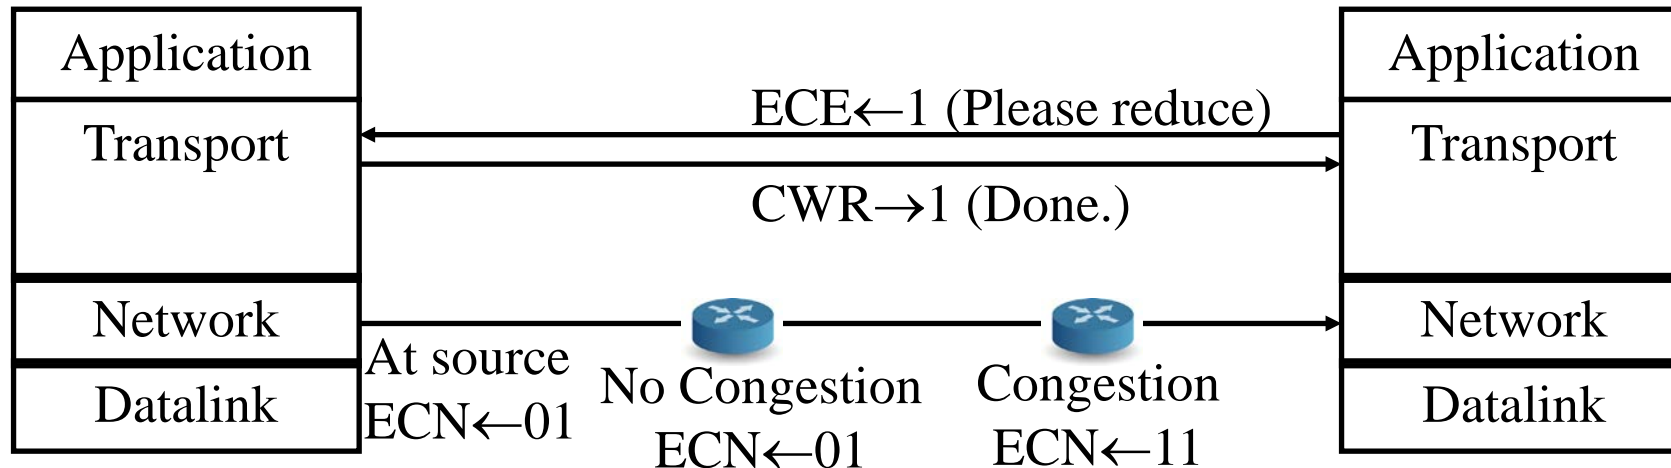 Application
Transport
Network
Datalink
ECE←1 (Please reduce)
CWR→1 (Done.)
At source
ECN←01
No Congestion
ECN←01
Congestion
ECN←11
Application
Transport
Network
Datalink